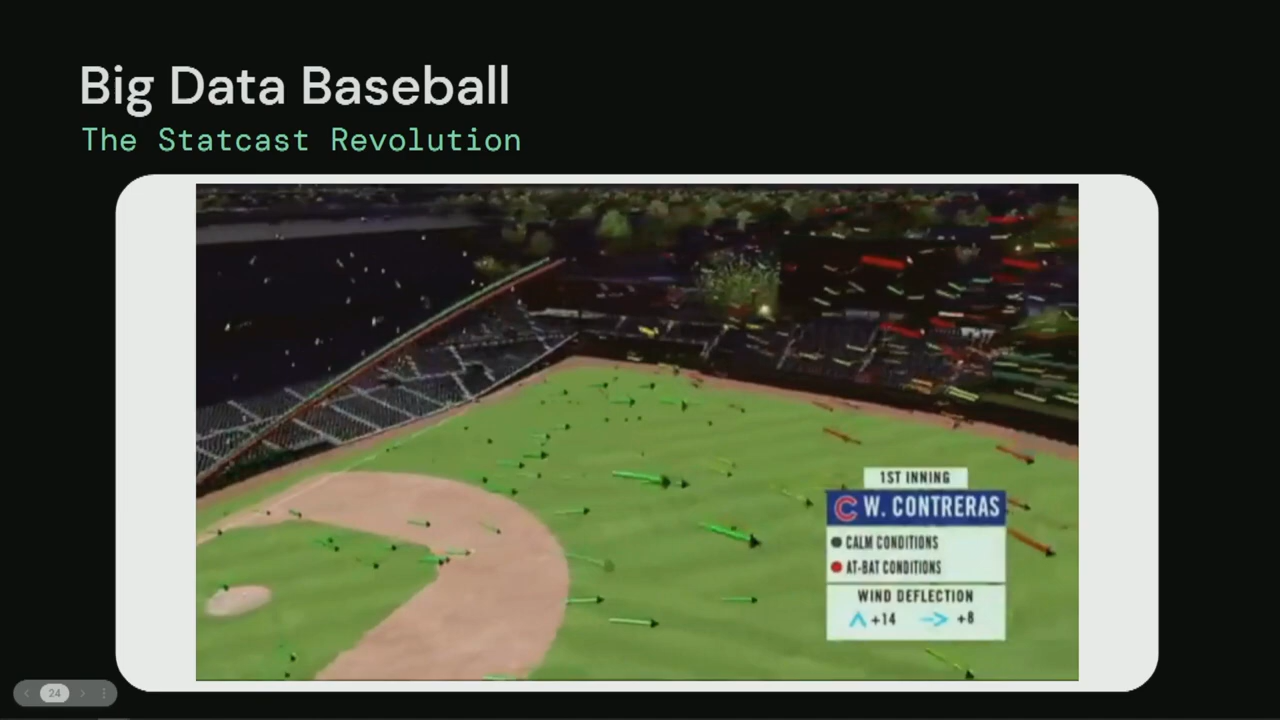 Big Data Baseball
The Statcast Revolution
1ST INNING
C W. CONTRERAS
CALM CONDITIONS
AT-BAT CONDITIONS
WIND DEFLECTION
+14 +8
24